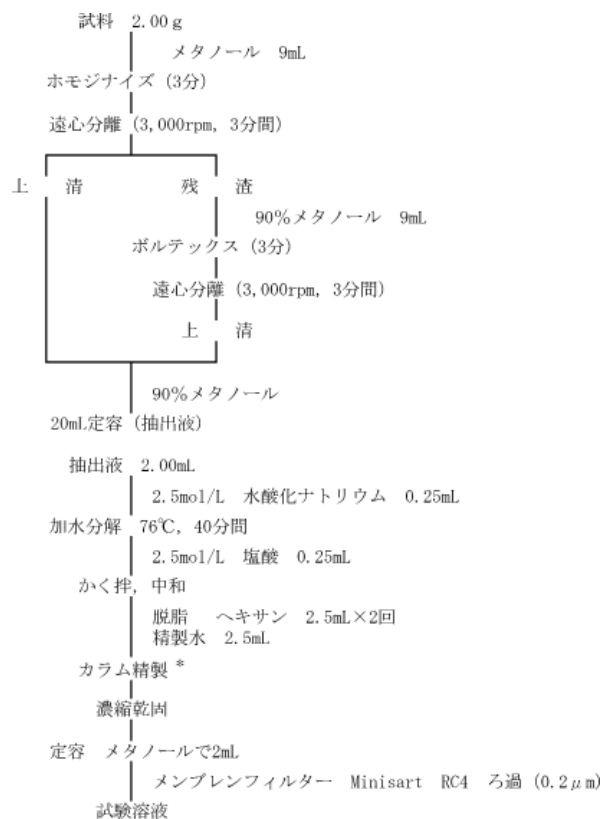 試料 2.00g
メタノール 9mL
ホモジナイズ (3分)
遠心分離 (3,000rpm, 3分間)
上 清 残 渣
90%メタノール 9mL
ボルテックス (3分)
遠心分離 (3,000rpm, 3分間)
上 清
90%メタノール
20mL定容 (抽出液)
抽出液 2.00mL
2.5mol/L 水酸化ナトリウム 0.25mL
加水分解 76℃, 40分間
2.5mol/L 塩酸 0.25mL
かく拌, 中和
脱脂 ヘキサン 2.5mL×2回
精製水 2.5mL
カラム精製 *
濃縮乾固
定容 メタノールで2mL
メンブレンフィルター Minisart RC4 ろ過 (0.2μm)
試験溶液